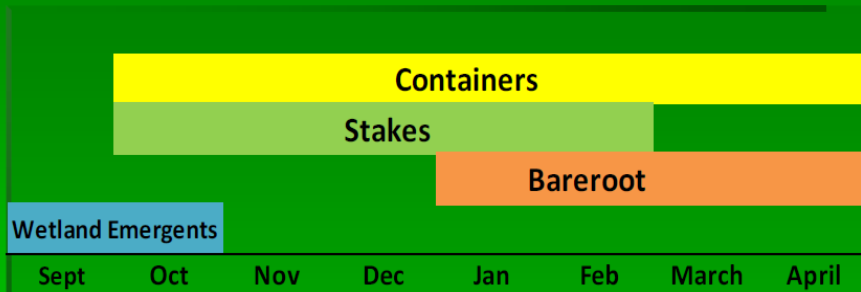 Containers
Stakes
Bareroot
Wetland Emergents
Sept Oct Nov Dec Jan Feb March April